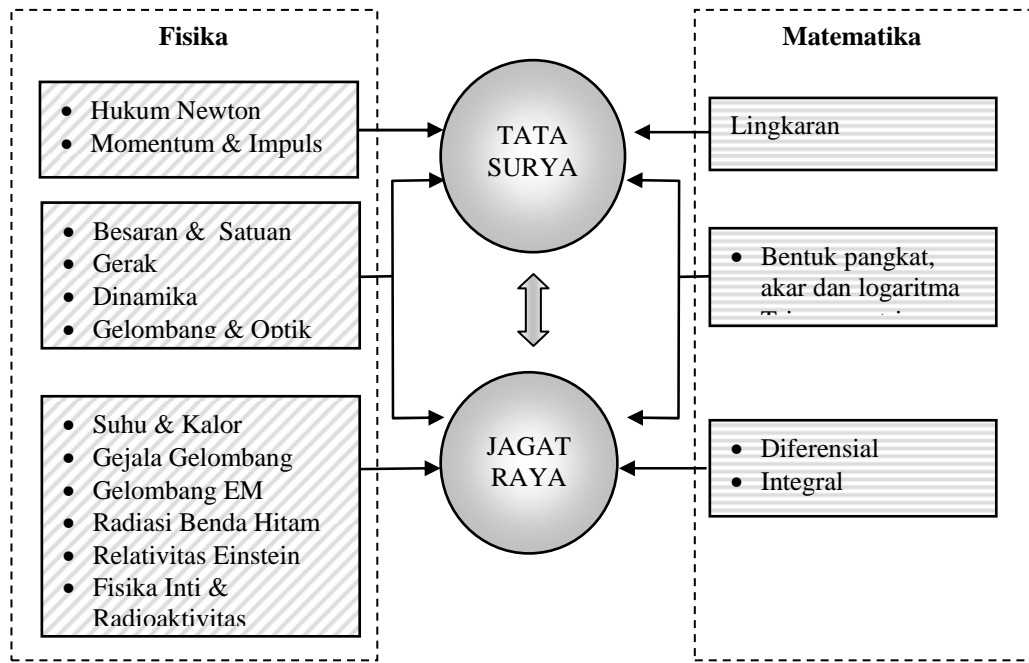 Fisika
• Hukum Newton
• Momentum & Impuls
• Besaran & Satuan
• Gerak
• Dinamika
• Gelombang & Optik
• Suhu & Kalor
• Gejala Gelombang
• Gelombang EM
• Radiasi Benda Hitam
• Relativitas Einstein
• Fisika Inti &
Radioaktivitas
TATA
SURYA
JAGAT
RAYA
Matematika
Lingkaran
• Bentuk pangkat,
akar dan logaritma
• Diferensial
• Integral